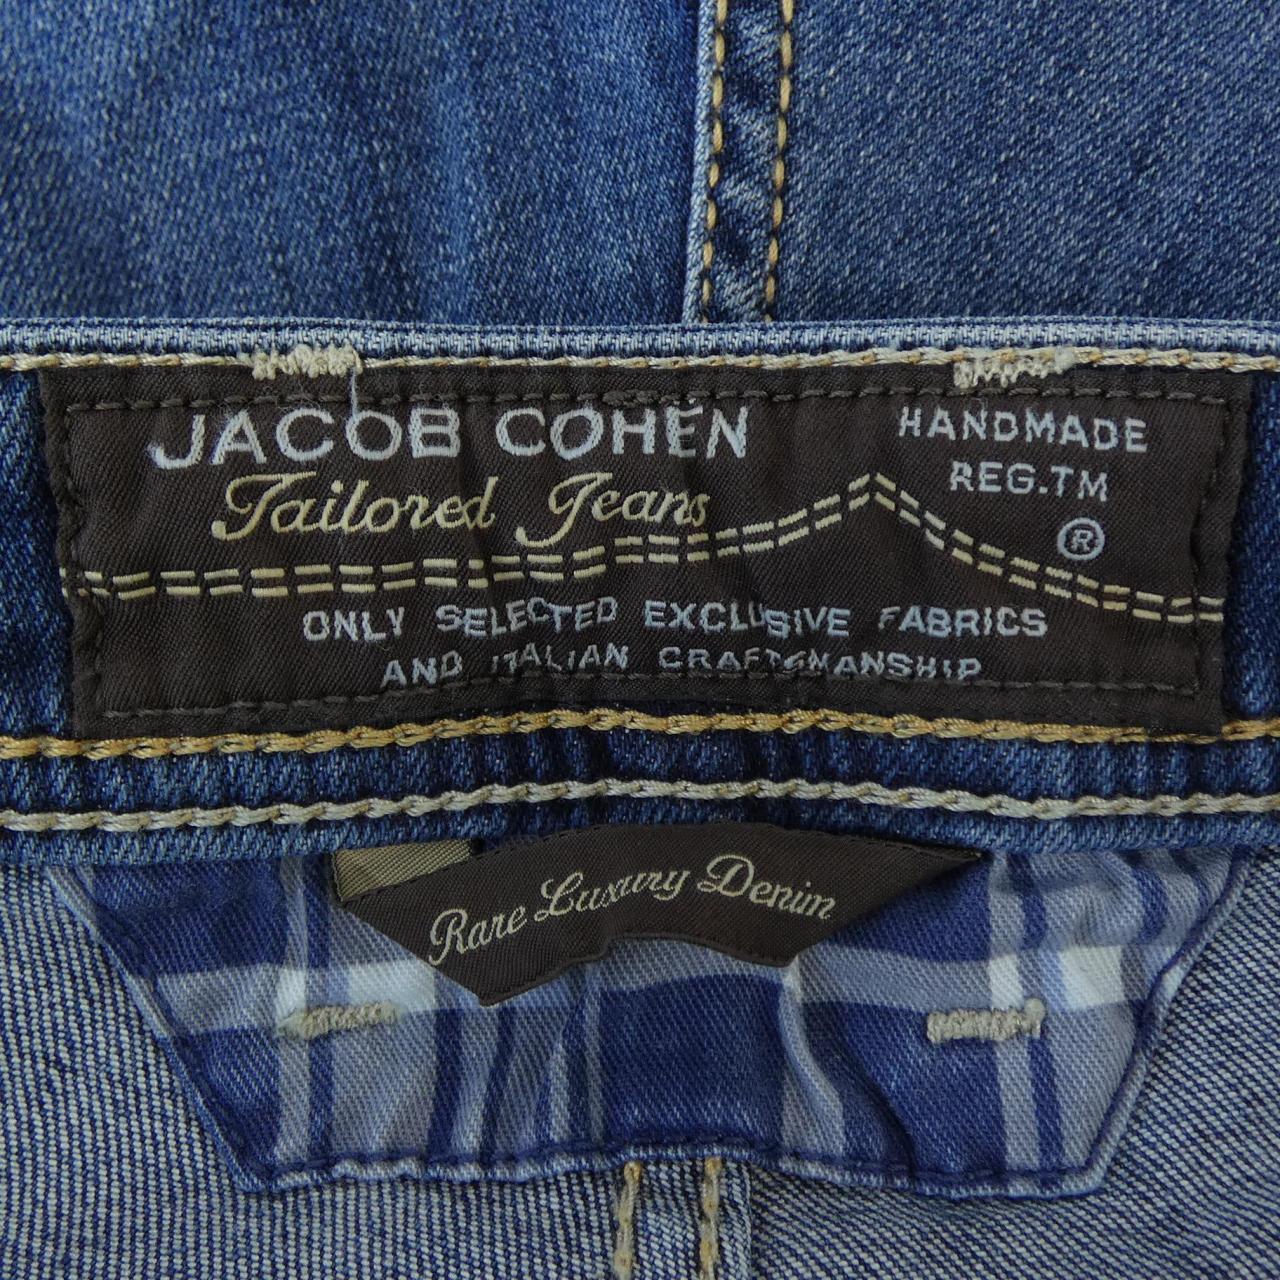 JACOB COHEN
Tailored Jeans
HANDMADE
REG.TM
®
ONLY SELECTED EXCLUSIVE FABRICS
AND ITALIAN CRAFTSMANSHIP
Rare Luxury Denim